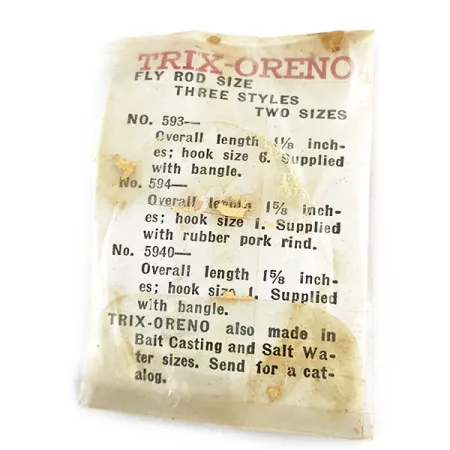 TRIX-ORENO
FLY ROD SIZE
THREE STYLES
TWO SIZES
No. 593—
Overall length 1⅛ inch-
es; hook size 6. Supplied
with bangle.
No. 594—
Overall length 1⅝ inch-
es; hook size 1. Supplied
with rubber pork rind.
No. 5940—
Overall length 1⅝ inch-
es; hook size 1. Supplied
with bangle.
TRIX-ORENO also made in
Bait Casting and Salt Wa-
ter sizes. Send for a cat-
alog.